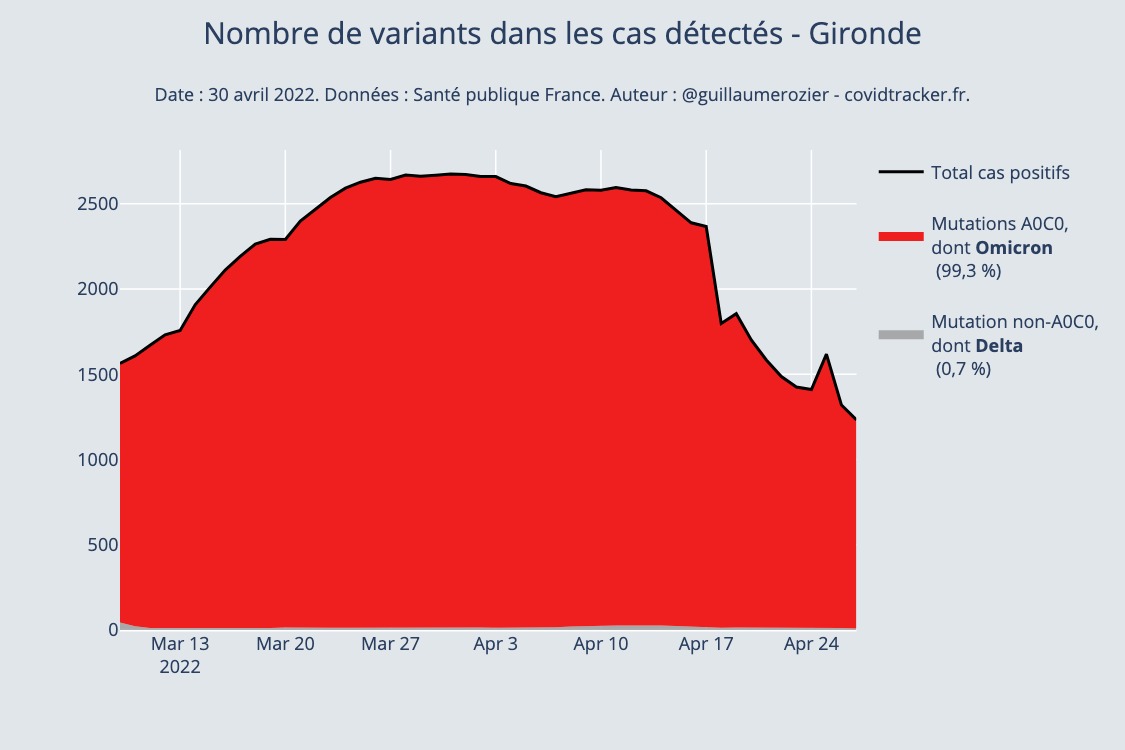 Nombre de variants dans les cas détectés - Gironde
Date : 30 avril 2022. Données : Santé publique France. Auteur : @guillaumerozier - covidtracker.fr.
Total cas positifs
Mutations A0C0,
dont Omicron
(99,3 %)
Mutation non-A0C0,
dont Delta
(0,7 %)
2500
2000
1500
1000
500
0
Mar 13
2022
Mar 20
Mar 27
Apr 3
Apr 10
Apr 17
Apr 24